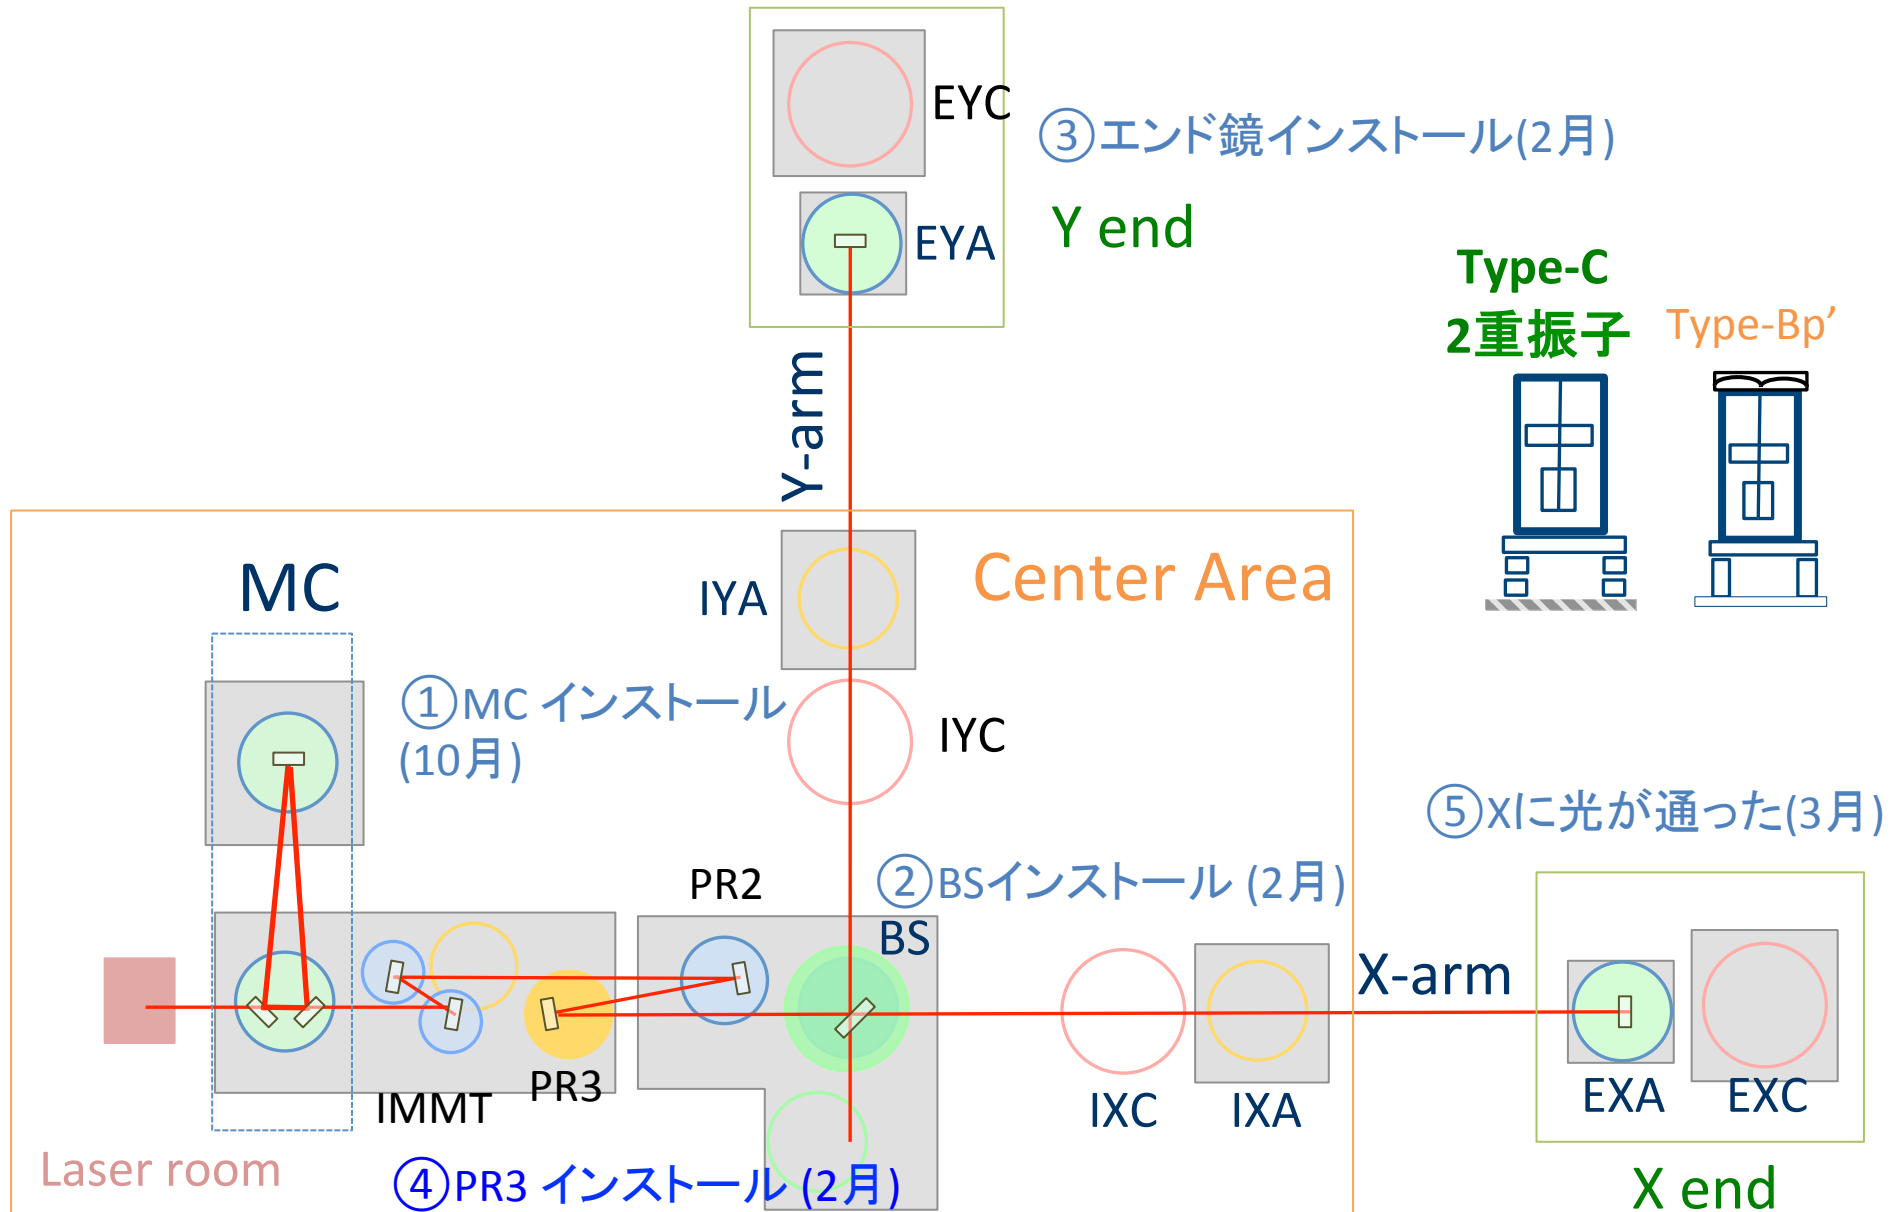 EYC
③エンド鏡インストール(2月)
EYA
Y end
Type-C
2重振子
Type-Bp’
Y-arm
Center Area
MC
IYA
①MC インストール
(10月)
IYC
⑤Xに光が通った(3月)
PR2
②BSインストール (2月)
BS
X-arm
PR3
IMMT
IXC
IXA
EXA
EXC
Laser room
④PR3 インストール (2月)
X end